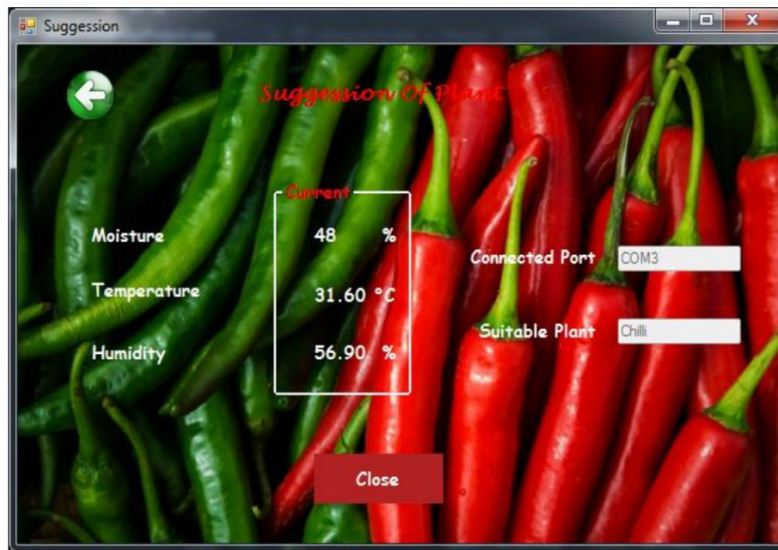 Suggession
Suggession Of Plant
Current
Moisture 48 %
Connected Port COM3
Temperature 31.60 °C
Suitable Plant Chilli
Humidity 56.90 %
Close